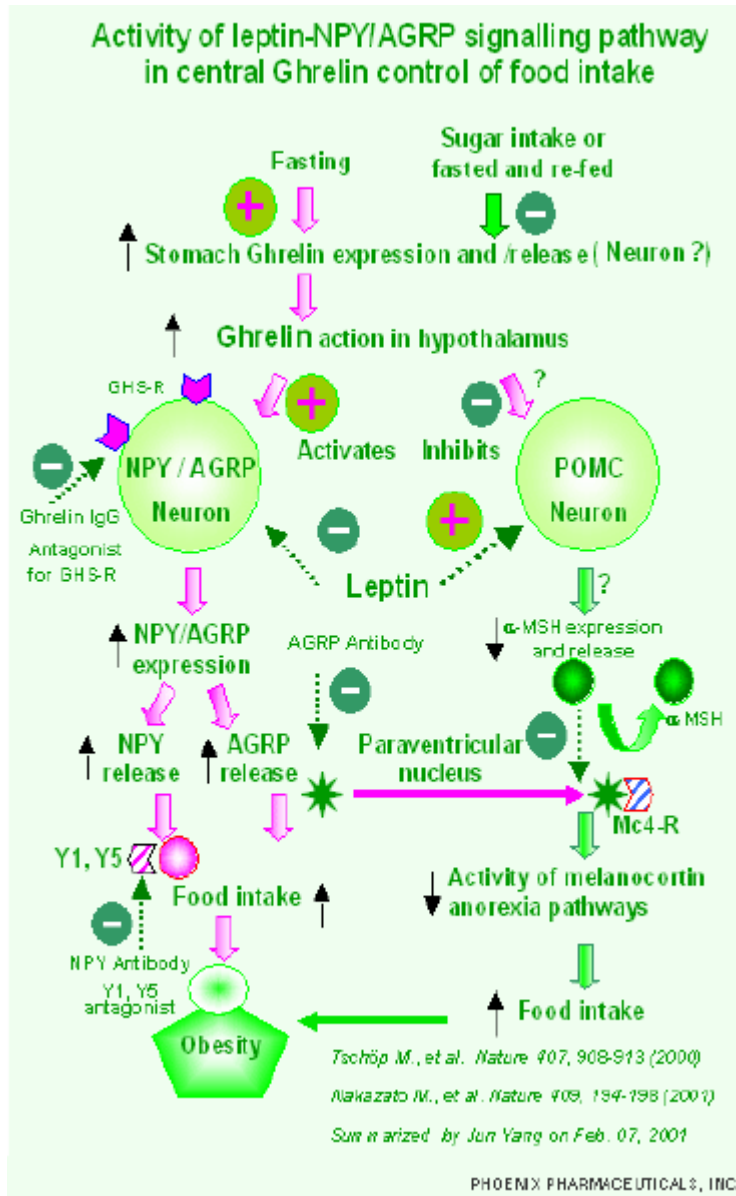 Activity of leptin-NPY/AGRP signalling pathway
in central Ghrelin control of food intake
Fasting
Sugar intake or
fasted and re-fed
+
−
Stomach Ghrelin expression and /release ( Neuron ?)
Ghrelin action in hypothalamus
GHS-R
+
Activates
−
Inhibits
?
−
NPY / AGRP
Neuron
POMC
Neuron
Ghrelin IgG
Antagonist
for GHS-R
−
+
Leptin
?
NPY/AGRP
expression
AGRP Antibody
α-MSH expression
and release
−
NPY
release
AGRP
release
Paraventricular
nucleus
−
α MSH
Mc4-R
Y1, Y5
Food intake
Activity of melanocortin
anorexia pathways
−
NPY Antibody
Y1, Y5
antagonist
Food intake
Obesity
Tschöp M., et al. Nature 407, 908-913 (2000)
Nakazato M., et al. Nature 409, 194-198 (2001)
Summarized by Jun Yang on Feb. 07, 2001
PHOENIX PHARMACEUTICALS, INC